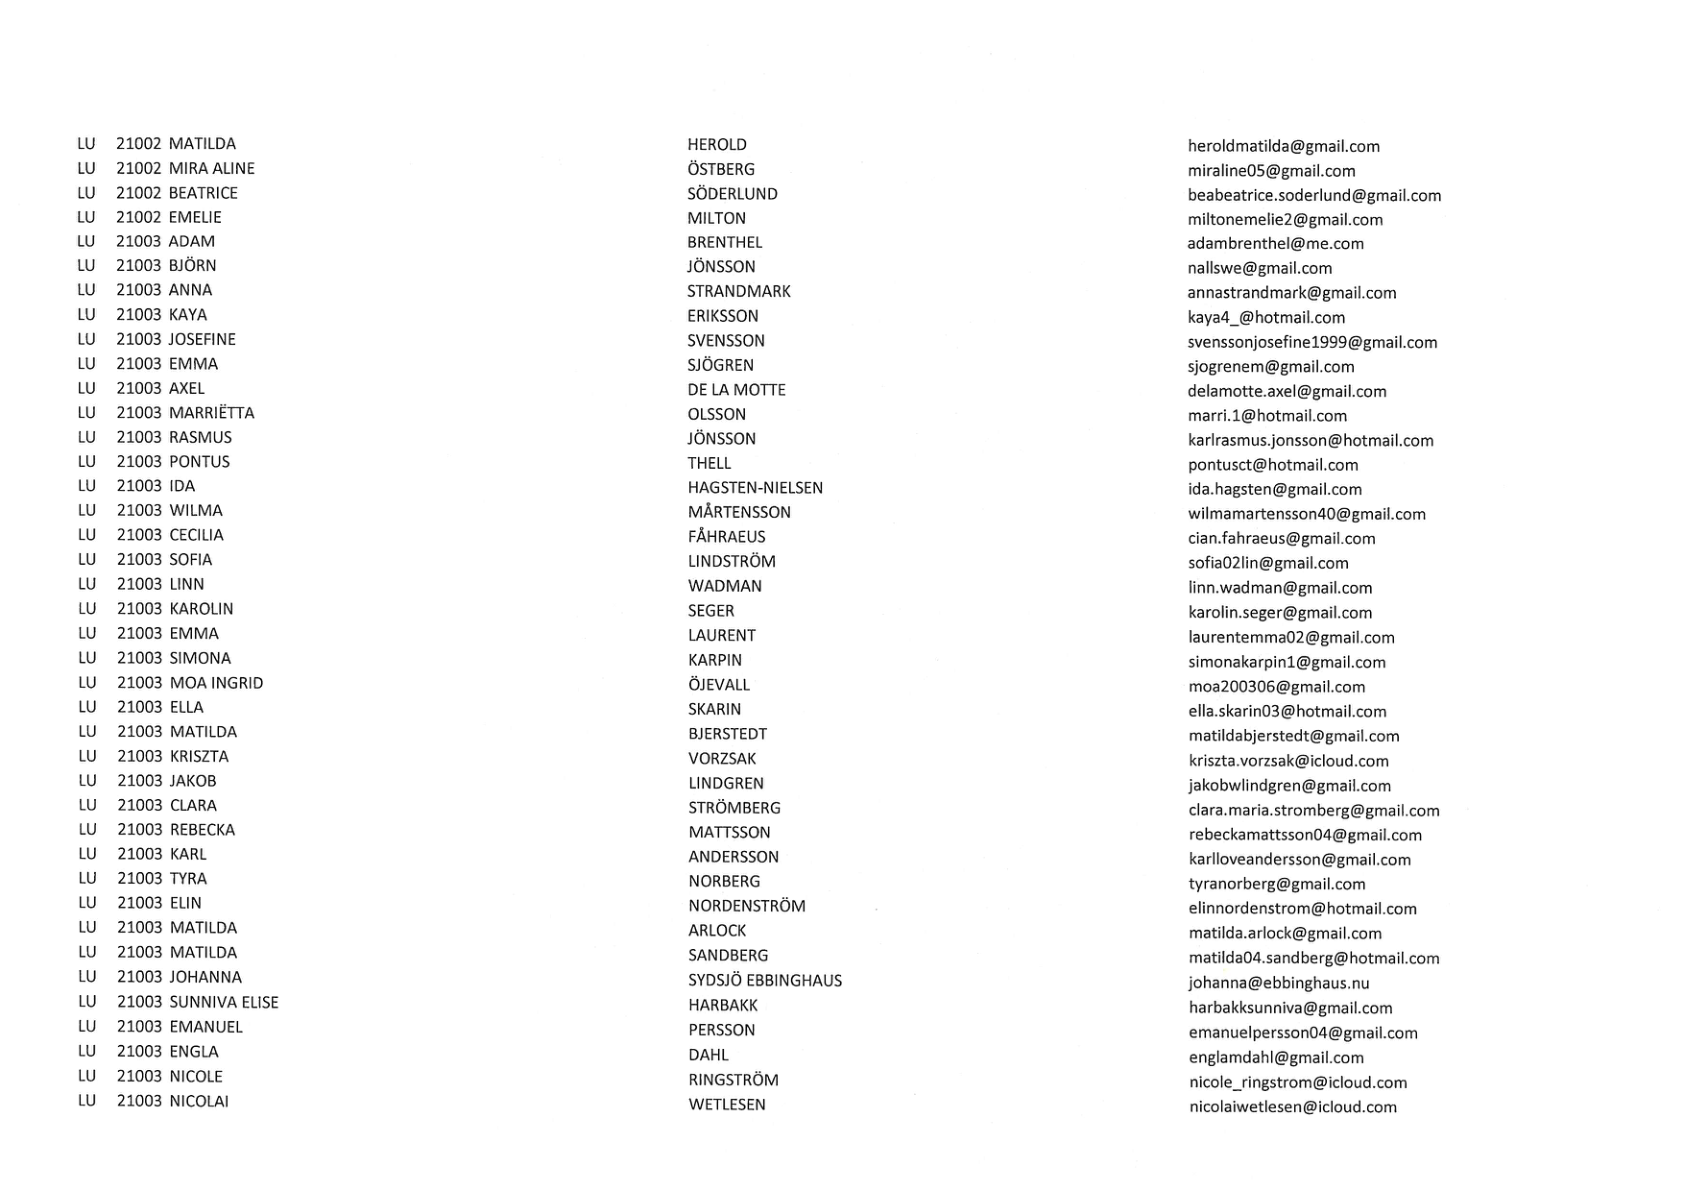 LU 21002 MATILDA HEROLD heroldmatilda@gmail.com
LU 21002 MIRA ALINE ÖSTBERG miraline05@gmail.com
LU 21002 BEATRICE SÖDERLUND beabeatrice.soderlund@gmail.com
LU 21002 EMELIE MILTON miltonemelie2@gmail.com
LU 21003 ADAM BRENTHEL adambrenthel@me.com
LU 21003 BJÖRN JÖNSSON nallswe@gmail.com
LU 21003 ANNA STRANDMARK annastrandmark@gmail.com
LU 21003 KAYA ERIKSSON kaya4_@hotmail.com
LU 21003 JOSEFINE SVENSSON svenssonjosefine1999@gmail.com
LU 21003 EMMA SJÖGREN sjogrenem@gmail.com
LU 21003 AXEL DE LA MOTTE delamotte.axel@gmail.com
LU 21003 MARRIËTTA OLSSON marri.1@hotmail.com
LU 21003 RASMUS JÖNSSON karlrasmus.jonsson@hotmail.com
LU 21003 PONTUS THELL pontusct@hotmail.com
LU 21003 IDA HAGSTEN-NIELSEN ida.hagsten@gmail.com
LU 21003 WILMA MÅRTENSSON wilmamartensson40@gmail.com
LU 21003 CECILIA FÅHRAEUS cian.fahraeus@gmail.com
LU 21003 SOFIA LINDSTRÖM sofia02lin@gmail.com
LU 21003 LINN WADMAN linn.wadman@gmail.com
LU 21003 KAROLIN SEGER karolin.seger@gmail.com
LU 21003 EMMA LAURENT laurentemma02@gmail.com
LU 21003 SIMONA KARPIN simonakarpin1@gmail.com
LU 21003 MOA INGRID ÖJEVALL moa200306@gmail.com
LU 21003 ELLA SKARIN ella.skarin03@hotmail.com
LU 21003 MATILDA BJERSTEDT matildabjerstedt@gmail.com
LU 21003 KRISZTA VORZSAK kriszta.vorzsak@icloud.com
LU 21003 JAKOB LINDGREN jakobwlindgren@gmail.com
LU 21003 CLARA STRÖMBERG clara.maria.stromberg@gmail.com
LU 21003 REBECKA MATTSSON rebeckamattsson04@gmail.com
LU 21003 KARL ANDERSSON karlloveandersson@gmail.com
LU 21003 TYRA NORBERG tyranorberg@gmail.com
LU 21003 ELIN NORDENSTRÖM elinnordenstrom@hotmail.com
LU 21003 MATILDA ARLOCK matilda.arlock@gmail.com
LU 21003 MATILDA SANDBERG matilda04.sandberg@hotmail.com
LU 21003 JOHANNA SYDSJÖ EBBINGHAUS johanna@ebbinghaus.nu
LU 21003 SUNNIVA ELISE HARBAKK harbakksunniva@gmail.com
LU 21003 EMANUEL PERSSON emanuelpersson04@gmail.com
LU 21003 ENGLA DAHL englamdahl@gmail.com
LU 21003 NICOLE RINGSTRÖM nicole_ringstrom@icloud.com
LU 21003 NICOLAI WETLESEN nicolaiwetlesen@icloud.com